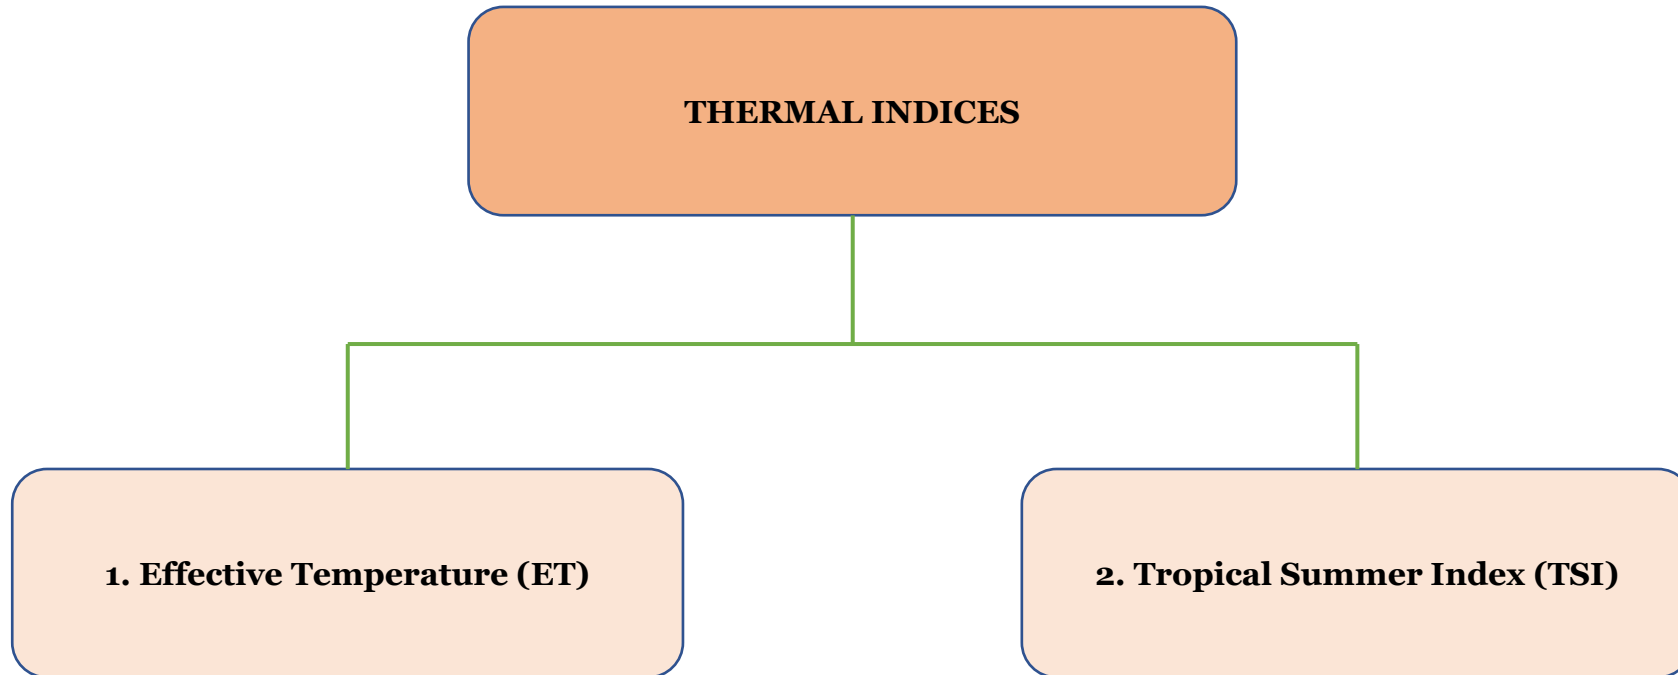 THERMAL INDICES
1. Effective Temperature (ET)
2. Tropical Summer Index (TSI)